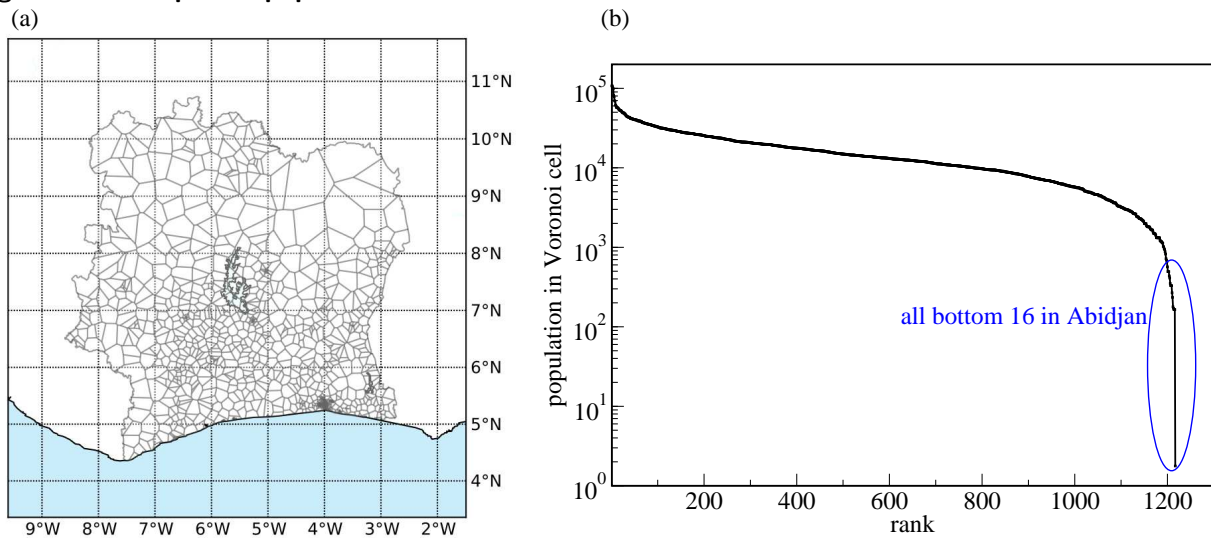 (a)
(b)
11°N
10°N
9°N
8°N
7°N
6°N
5°N
4°N
9°W 8°W 7°W 6°W 5°W 4°W 3°W 2°W
population in Voronoi cell
10^5
10^4
10^3
10^2
10^1
10^0
all bottom 16 in Abidjan
200 400 600 800 1000 1200
rank